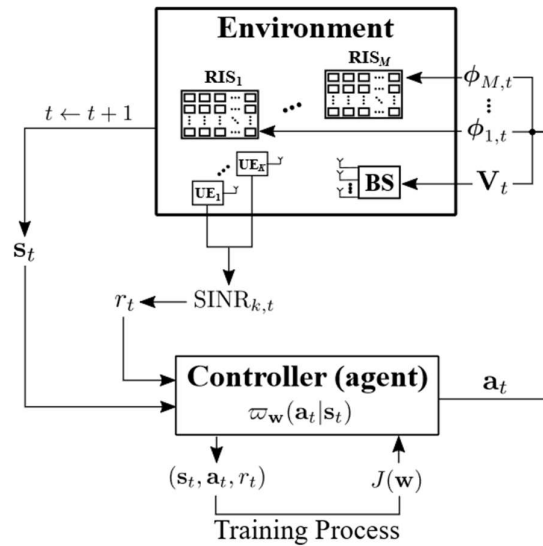 Environment
RIS_M
RIS_1
ϕ_{M,t}
⋮
ϕ_{1,t}
t ← t + 1
UE_K
UE_1
BS
V_t
s_t
r_t
SINR_{k,t}
Controller (agent)
ϖ_w(a_t|s_t)
a_t
(s_t, a_t, r_t)
J(w)
Training Process